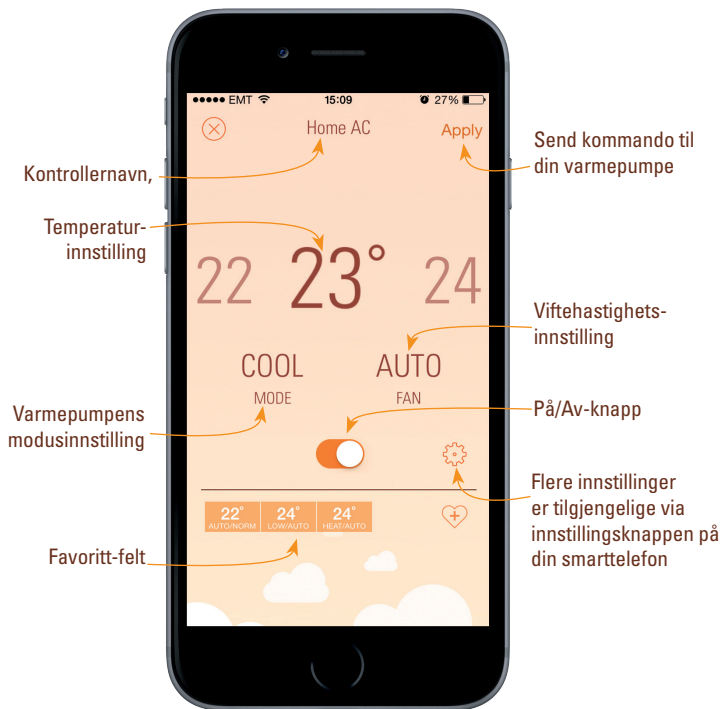 EMT 15:09 27%
Home AC
Apply
Kontrollernavn,
Send kommando til
din varmepumpe
Temperatur-
innstilling
22 23° 24
Viftehastighets-
innstilling
COOL AUTO
MODE FAN
På/Av-knapp
Varmepumpens
modusinnstilling
Flere innstillinger
er tilgjengelige via
innstillingsknappen på
din smarttelefon
22° 24° 24°
AUTO/NORM LOW/AUTO HEAT/AUTO
Favoritt-felt